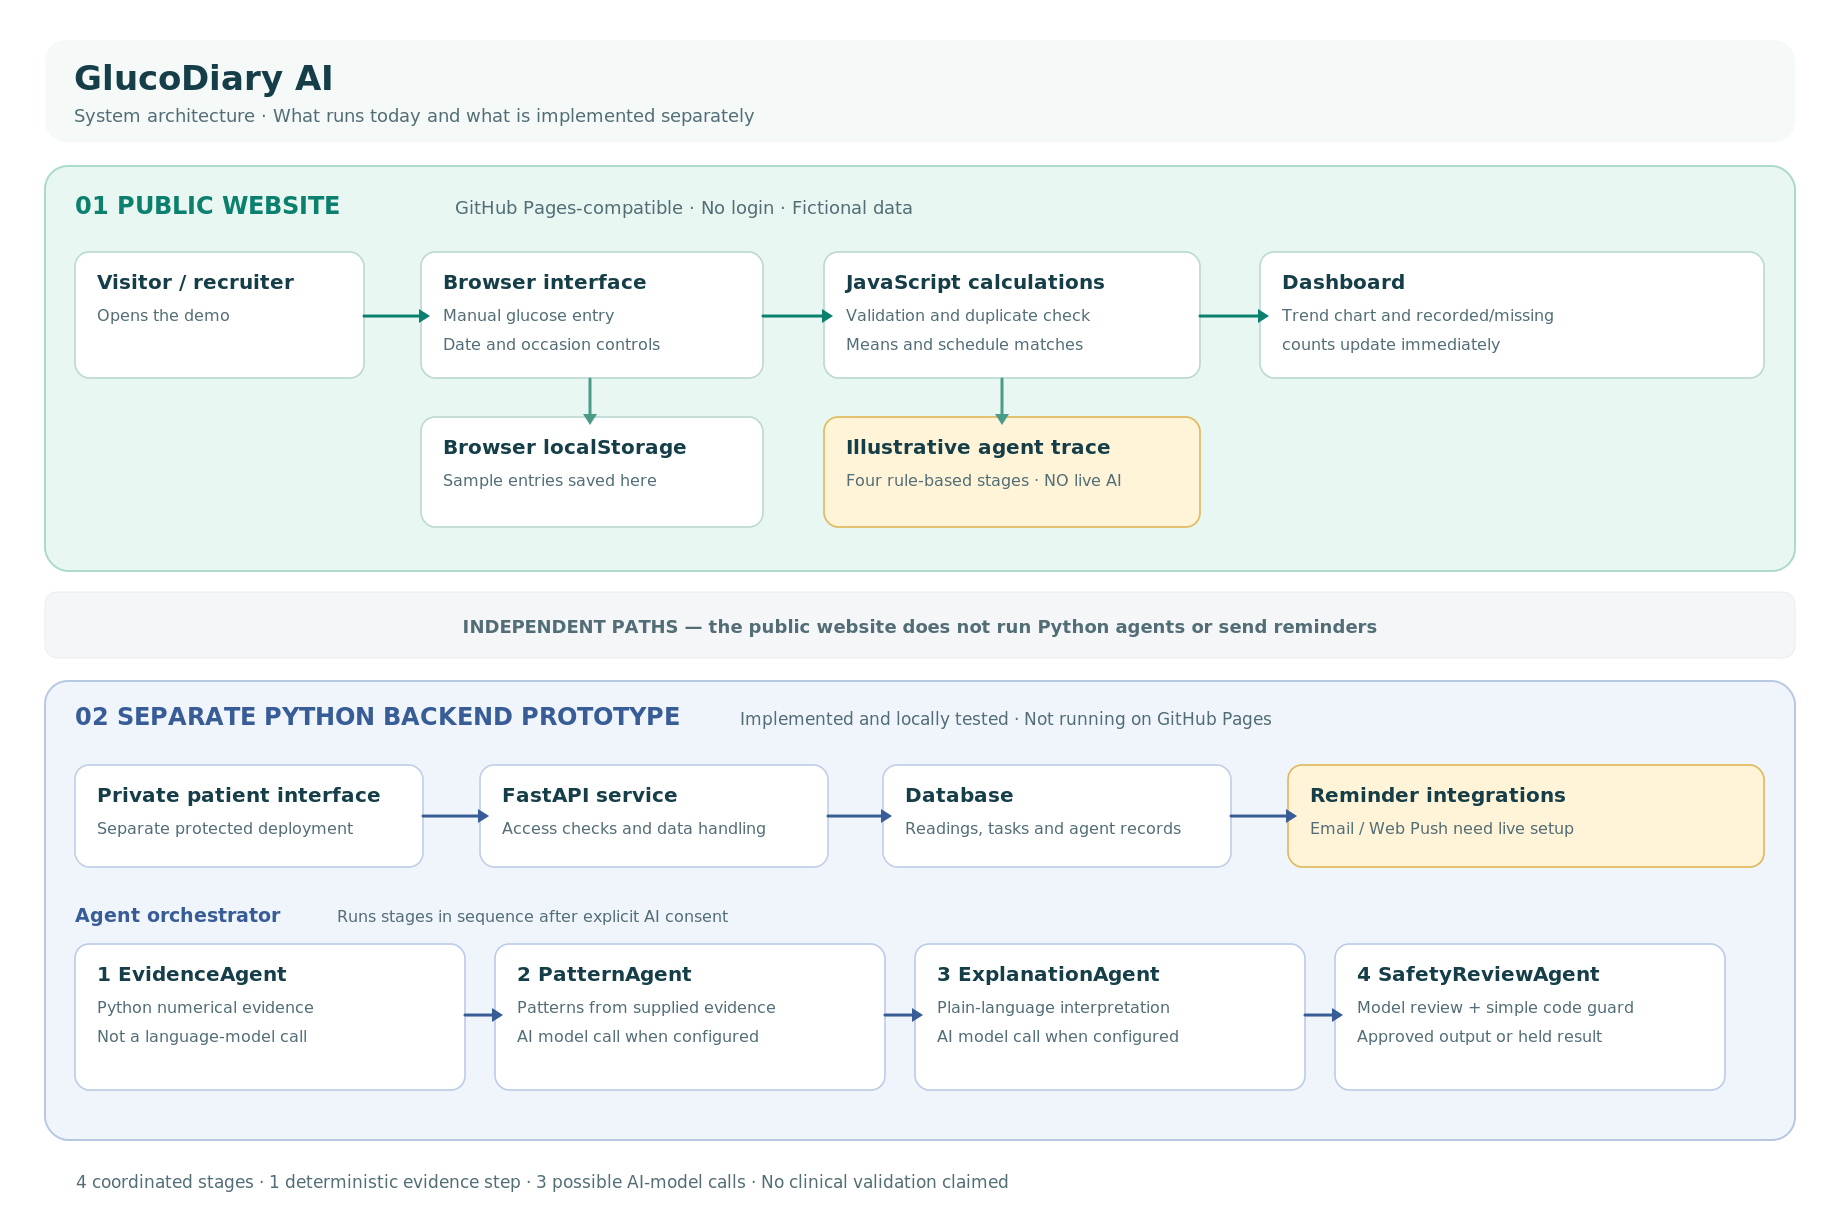 GlucoDiary AI
System architecture · What runs today and what is implemented separately
01 PUBLIC WEBSITE
GitHub Pages-compatible · No login · Fictional data
Visitor / recruiter
Opens the demo
Browser interface
Manual glucose entry
Date and occasion controls
JavaScript calculations
Validation and duplicate check
Means and schedule matches
Dashboard
Trend chart and recorded/missing
counts update immediately
Browser localStorage
Sample entries saved here
Illustrative agent trace
Four rule-based stages · NO live AI
INDEPENDENT PATHS — the public website does not run Python agents or send reminders
02 SEPARATE PYTHON BACKEND PROTOTYPE
Implemented and locally tested · Not running on GitHub Pages
Private patient interface
Separate protected deployment
FastAPI service
Access checks and data handling
Database
Readings, tasks and agent records
Reminder integrations
Email / Web Push need live setup
Agent orchestrator
Runs stages in sequence after explicit AI consent
1 EvidenceAgent
Python numerical evidence
Not a language-model call
2 PatternAgent
Patterns from supplied evidence
AI model call when configured
3 ExplanationAgent
Plain-language interpretation
AI model call when configured
4 SafetyReviewAgent
Model review + simple code guard
Approved output or held result
4 coordinated stages · 1 deterministic evidence step · 3 possible AI-model calls · No clinical validation claimed